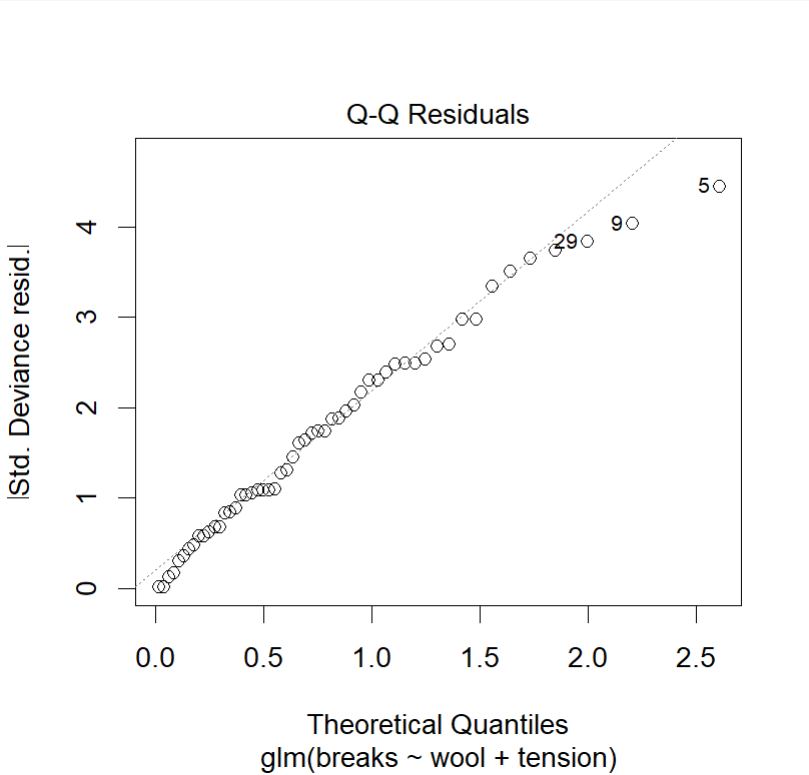 Q-Q Residuals
|Std. Deviance resid.|
4
3
2
1
0
5
9
29
0.0 0.5 1.0 1.5 2.0 2.5
Theoretical Quantiles
glm(breaks ~ wool + tension)